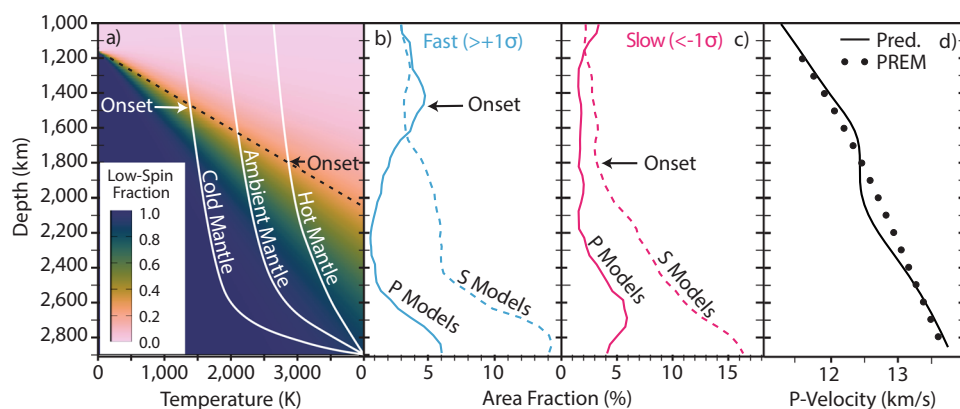 a)
b)
Fast (>+1σ)
Slow (<-1σ)
c)
d)
Pred.
PREM
1,000
1,200
1,400
1,600
1,800
2,000
2,200
2,400
2,600
2,800
Depth (km)
Onset
Onset
Onset
Onset
Low-Spin
Fraction
1.0
0.8
0.6
0.4
0.2
0.0
Cold Mantle
Ambient Mantle
Hot Mantle
P Models
S Models
P Models
S Models
0 1,000 2,000 3,000 0
5 10
0 5 10 15
12 13
Temperature (K)
Area Fraction (%)
P-Velocity (km/s)